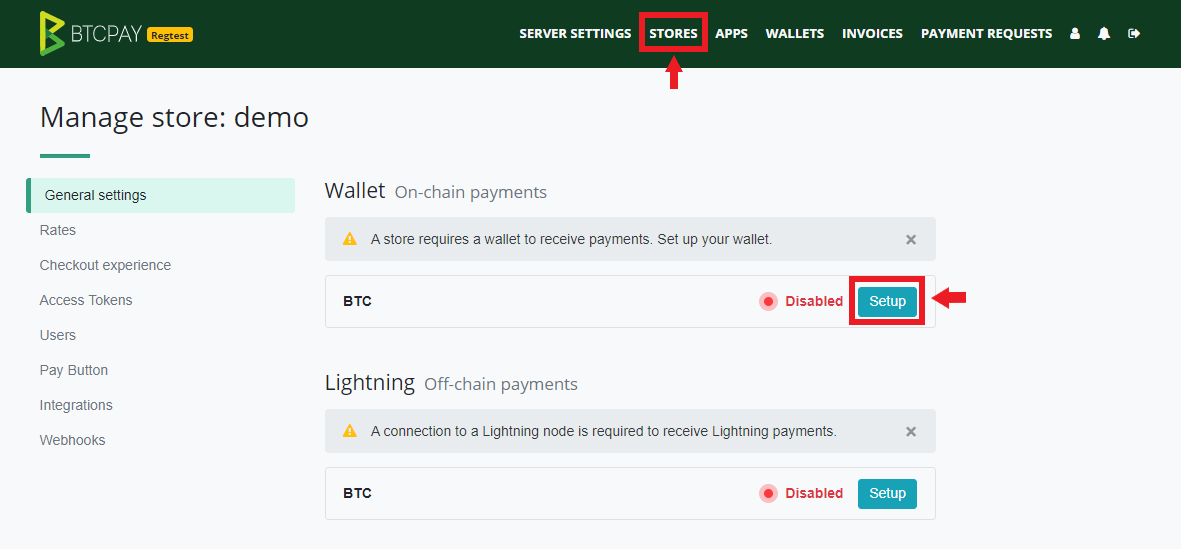 BTCPAY Regtest SERVER SETTINGS STORES APPS WALLETS INVOICES PAYMENT REQUESTS
Manage store: demo
General settings
Rates
Checkout experience
Access Tokens
Users
Pay Button
Integrations
Webhooks
Wallet On-chain payments
A store requires a wallet to receive payments. Set up your wallet. ×
BTC Disabled Setup
Lightning Off-chain payments
A connection to a Lightning node is required to receive Lightning payments. ×
BTC Disabled Setup